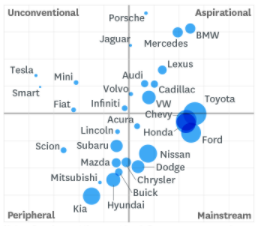 Unconventional Aspirational
Porsche
BMW
Jaguar Mercedes
Lexus
Tesla Audi
Mini
Cadillac
Smart Volvo
VW Toyota
Fiat Infiniti
Chevy
Acura
Lincoln Honda
Ford
Scion Subaru
Nissan
Mazda Dodge
Mitsubishi Chrysler
Buick
Kia Hyundai
Peripheral Mainstream